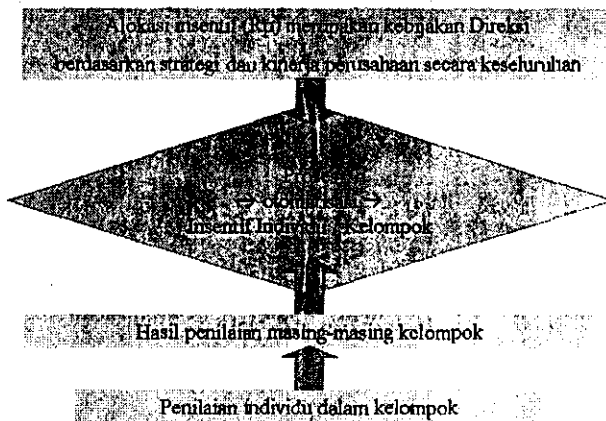 Alokasi insentif (Rp) merupakan kebijakan Direksi
berdasarkan strategi dan kinerja perusahaan secara keseluruhan
Insentif Individu Kelompok
Hasil penilaian masing-masing kelompok
Penilaian individu dalam kelompok